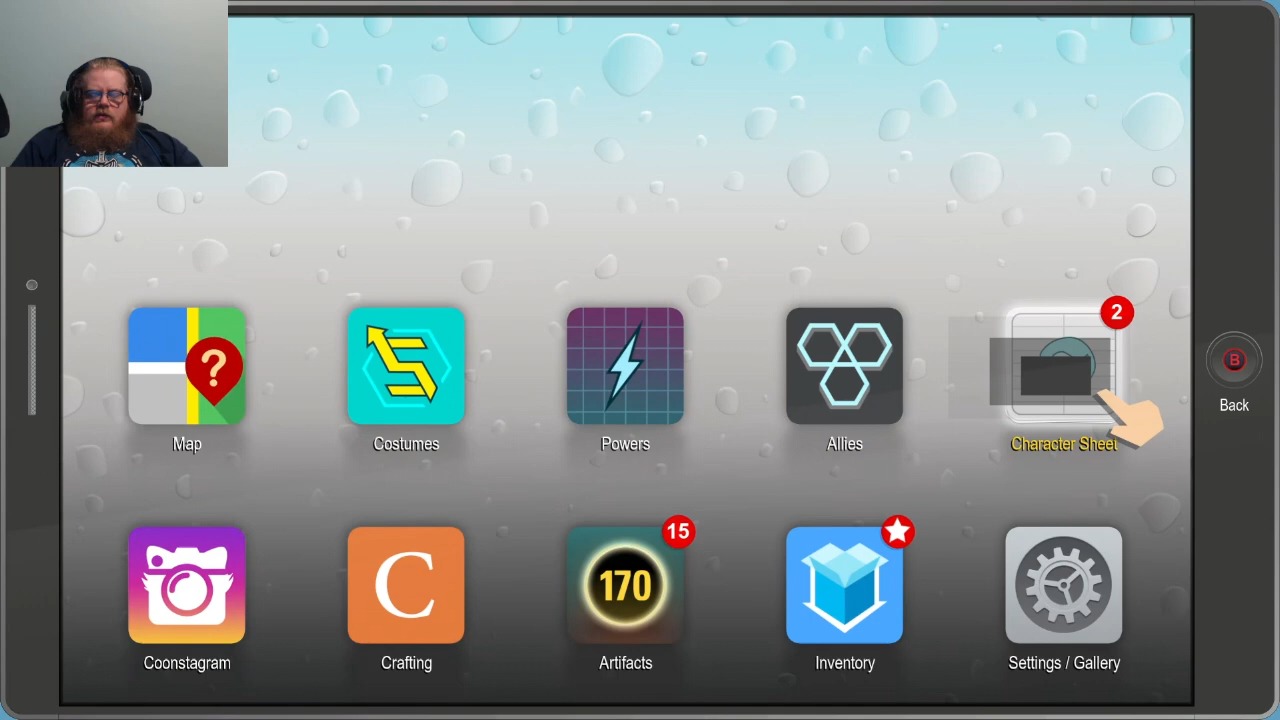 2
?
B
Back
Map
Costumes
Powers
Allies
Character Sheet
15
170
C
Coonstagram
Crafting
Artifacts
Inventory
Settings / Gallery